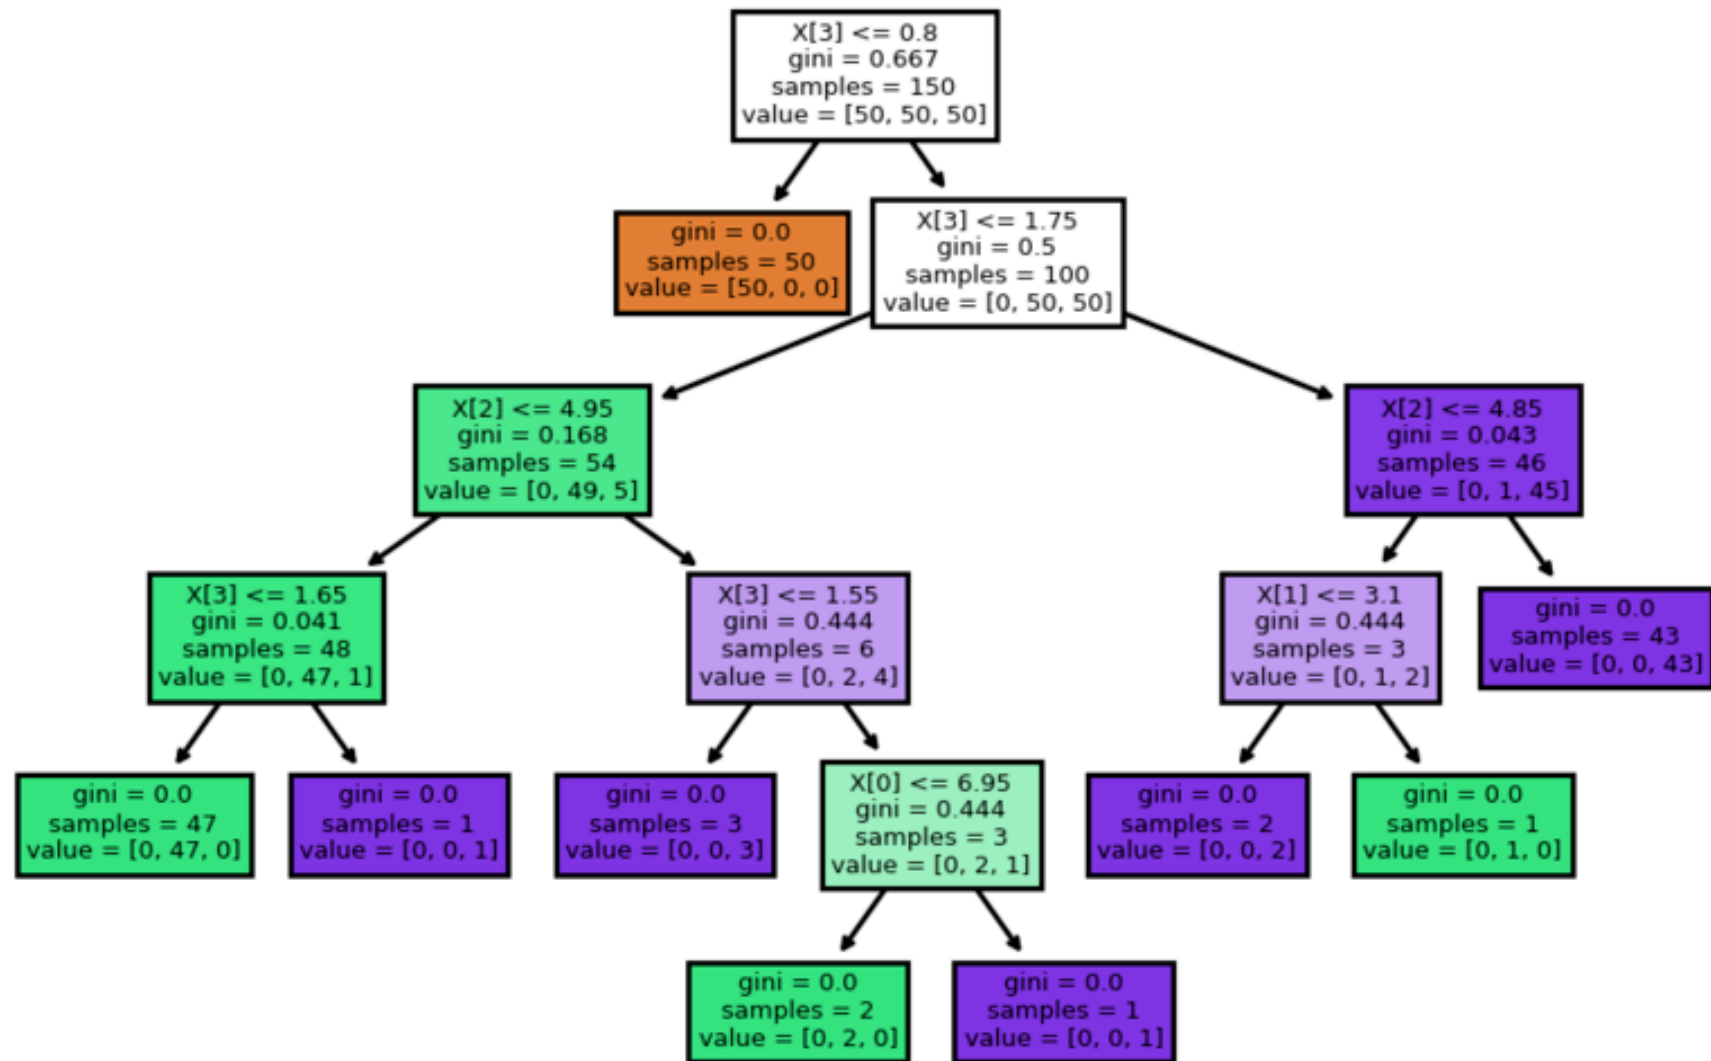 X[3] <= 0.8
gini = 0.667
samples = 150
value = [50, 50, 50]
gini = 0.0
samples = 50
value = [50, 0, 0]
X[3] <= 1.75
gini = 0.5
samples = 100
value = [0, 50, 50]
X[2] <= 4.95
gini = 0.168
samples = 54
value = [0, 49, 5]
X[2] <= 4.85
gini = 0.043
samples = 46
value = [0, 1, 45]
X[3] <= 1.65
gini = 0.041
samples = 48
value = [0, 47, 1]
X[3] <= 1.55
gini = 0.444
samples = 6
value = [0, 2, 4]
X[1] <= 3.1
gini = 0.444
samples = 3
value = [0, 1, 2]
gini = 0.0
samples = 43
value = [0, 0, 43]
gini = 0.0
samples = 47
value = [0, 47, 0]
gini = 0.0
samples = 1
value = [0, 0, 1]
gini = 0.0
samples = 3
value = [0, 0, 3]
X[0] <= 6.95
gini = 0.444
samples = 3
value = [0, 2, 1]
gini = 0.0
samples = 2
value = [0, 0, 2]
gini = 0.0
samples = 1
value = [0, 1, 0]
gini = 0.0
samples = 2
value = [0, 2, 0]
gini = 0.0
samples = 1
value = [0, 0, 1]